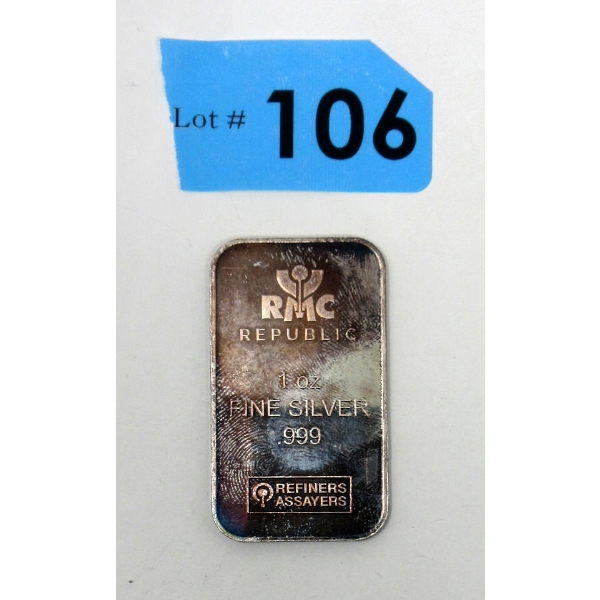 Lot # 106
RMC
REPUBLIC
1 oz
FINE SILVER
.999
REFINERS
ASSAYERS